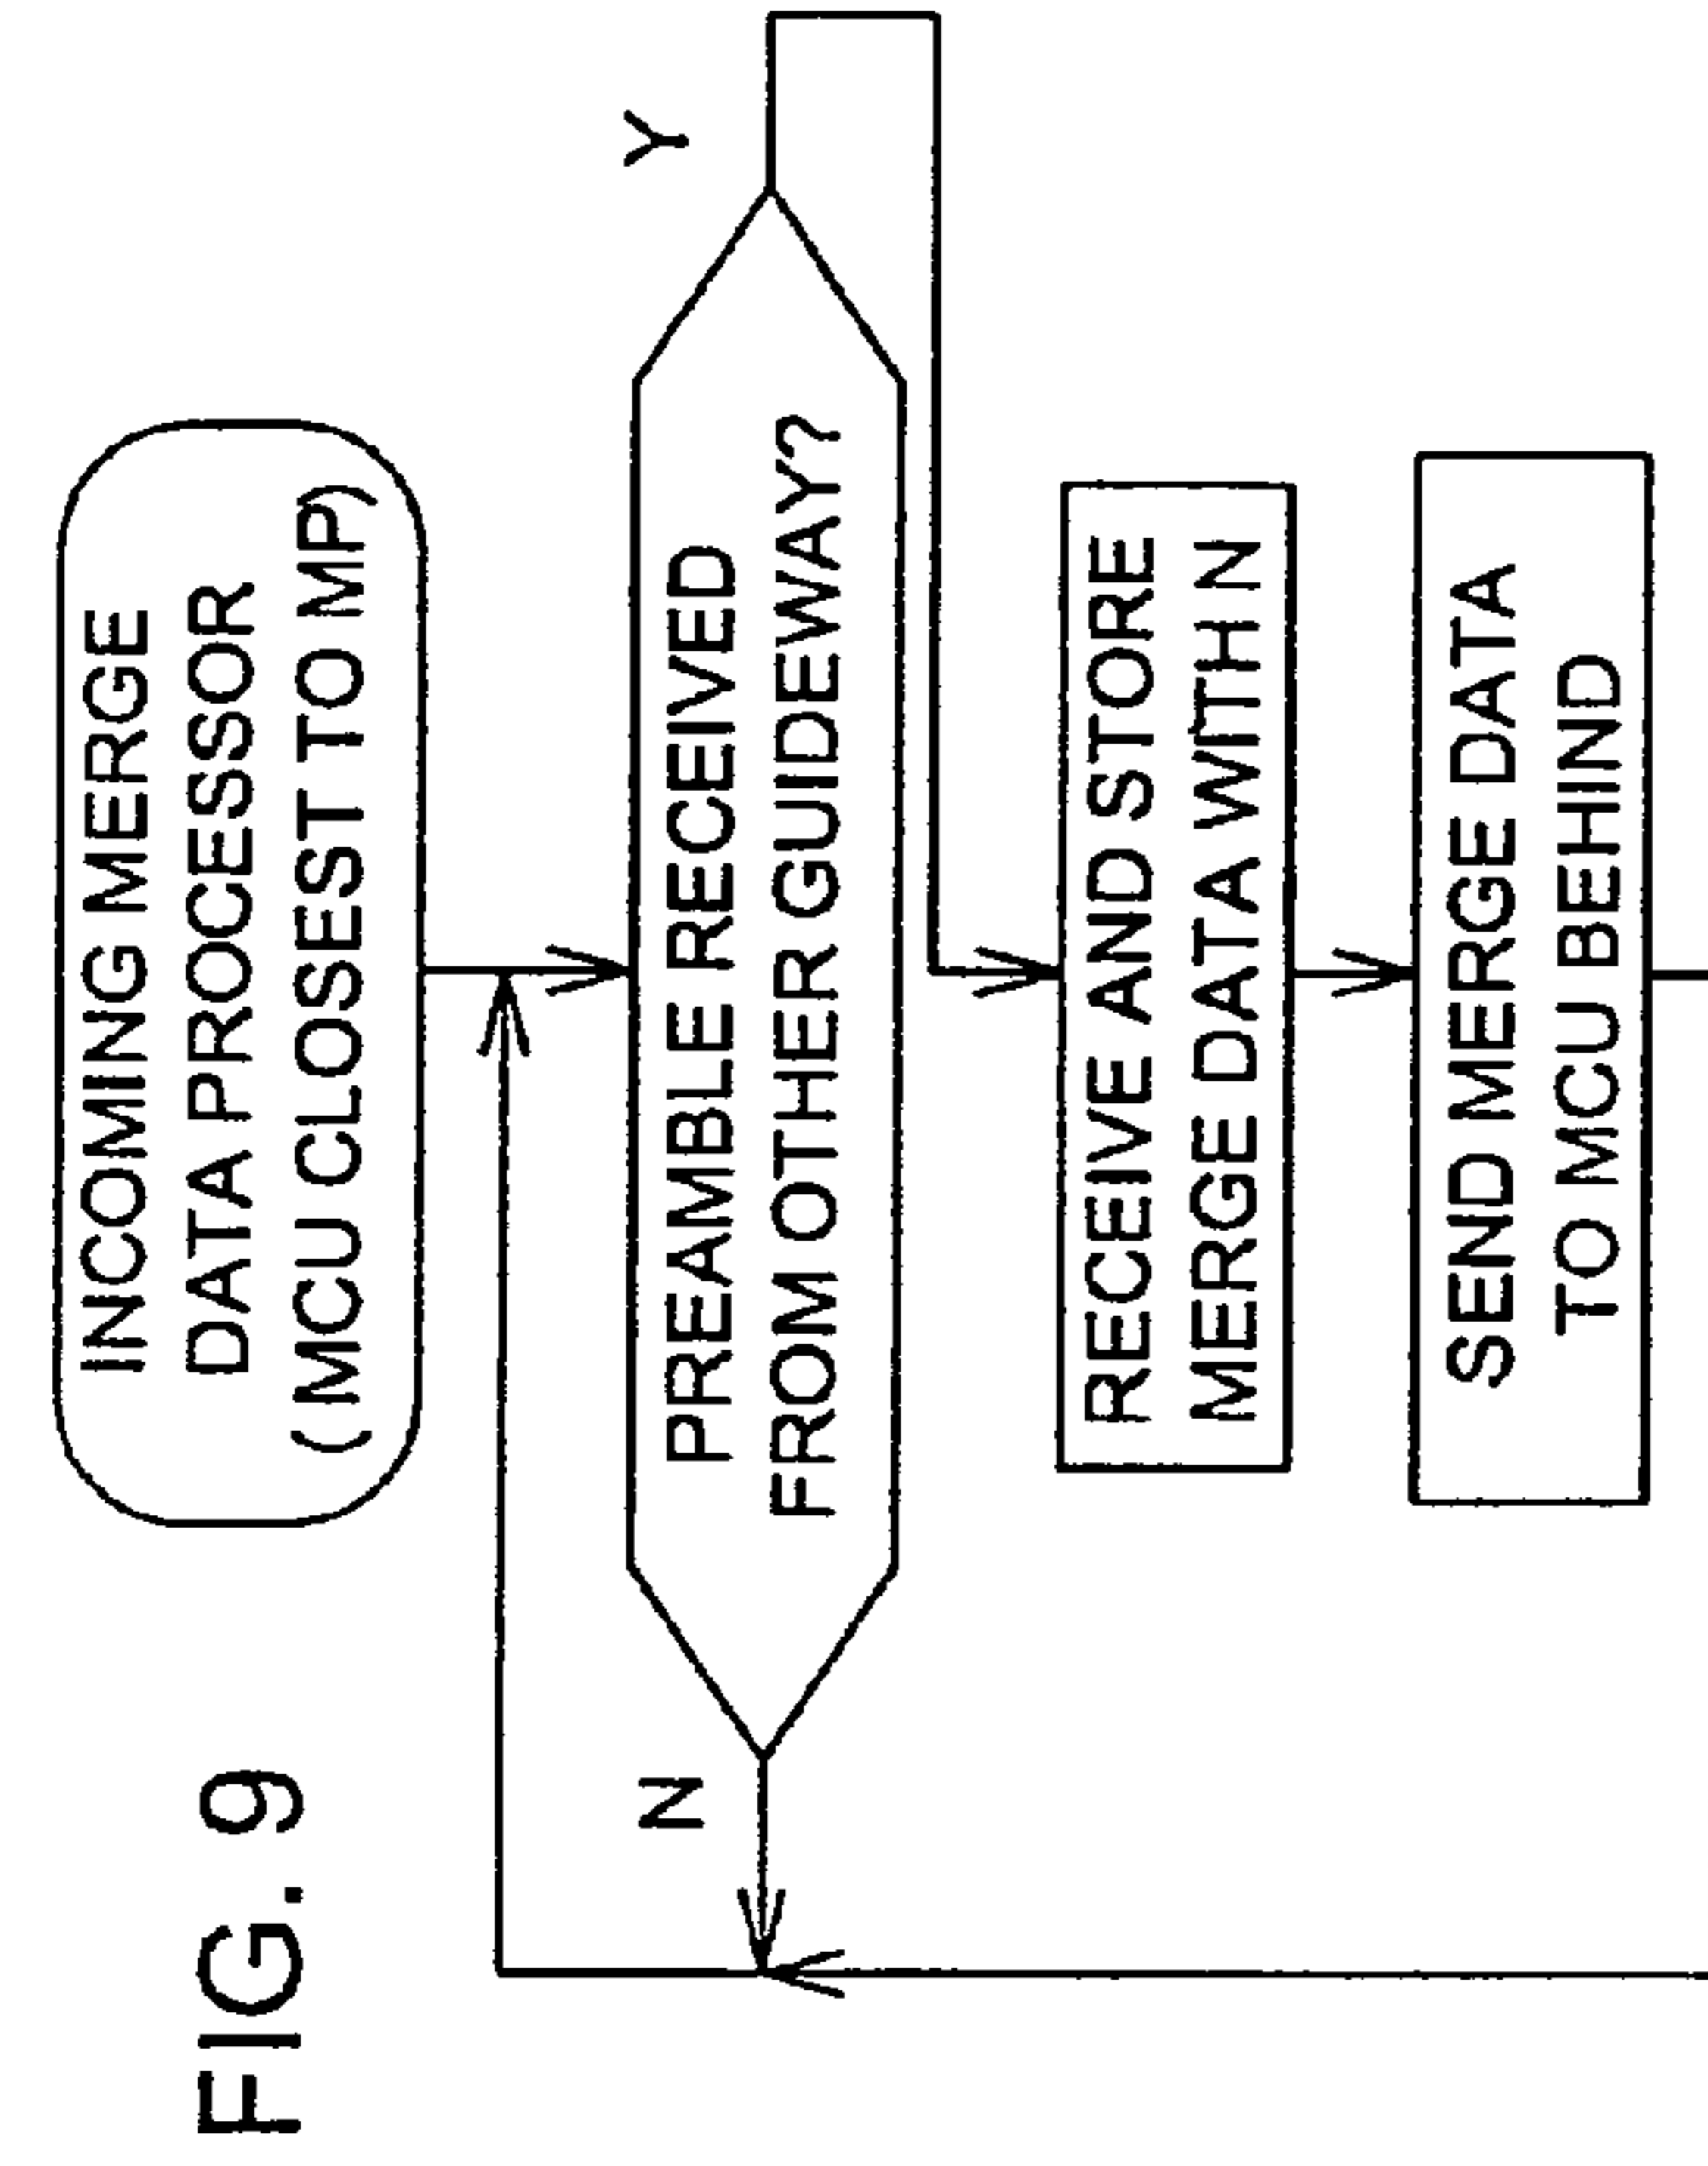 FIG. 9
INCOMING MERGE
DATA PROCESSOR
(MCU CLOSEST TO MP)
N
PREAMBLE RECEIVED
FROM OTHER GUIDEWAY?
Y
RECEIVE AND STORE
MERGE DATA WITH N
SEND MERGE DATA
TO MCU BEHIND